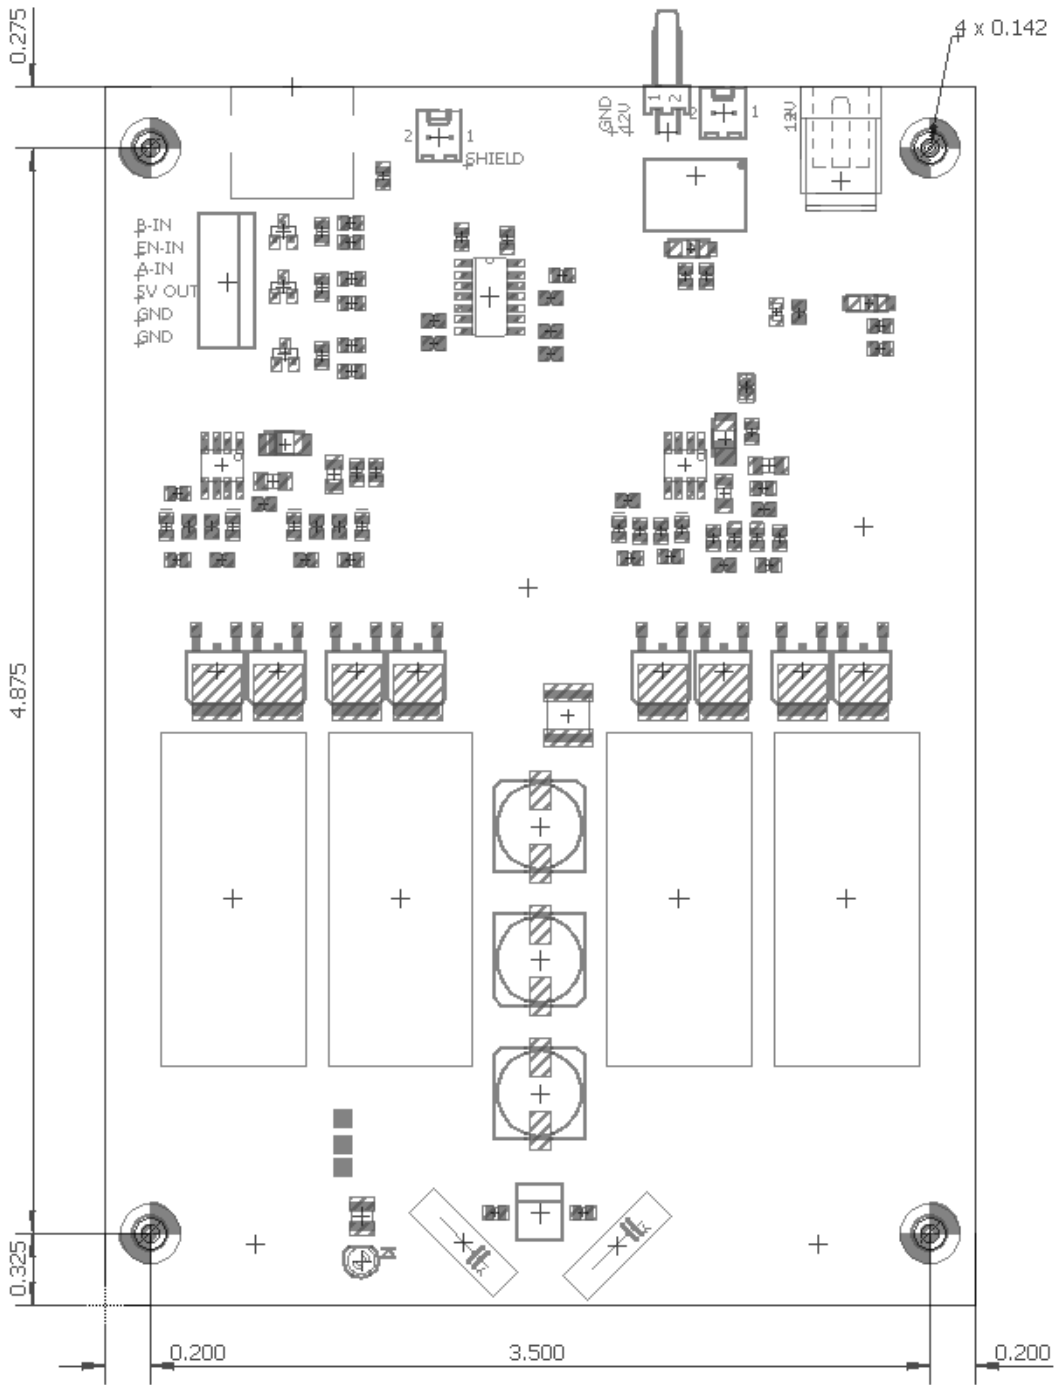 0.275
4 x 0.142
1 2
GND
12V
2 1
12V
2 1
SHIELD
B-IN
EN-IN
A-IN
5V OUT
GND
GND
4.875
0.325
0.200
3.500
0.200